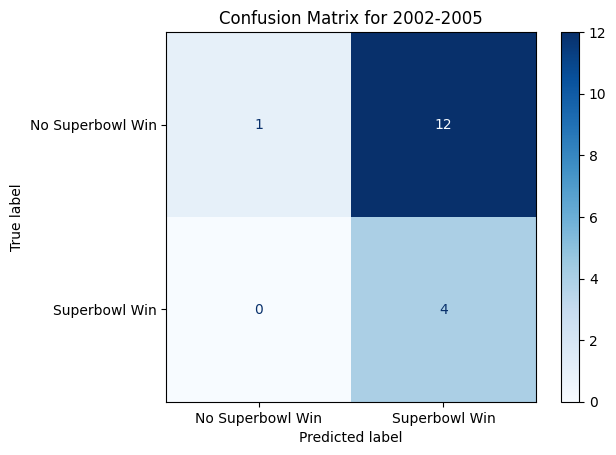 Confusion Matrix for 2002-2005
True label
No Superbowl Win
Superbowl Win
1
12
0
4
No Superbowl Win
Superbowl Win
Predicted label
12
10
8
6
4
2
0